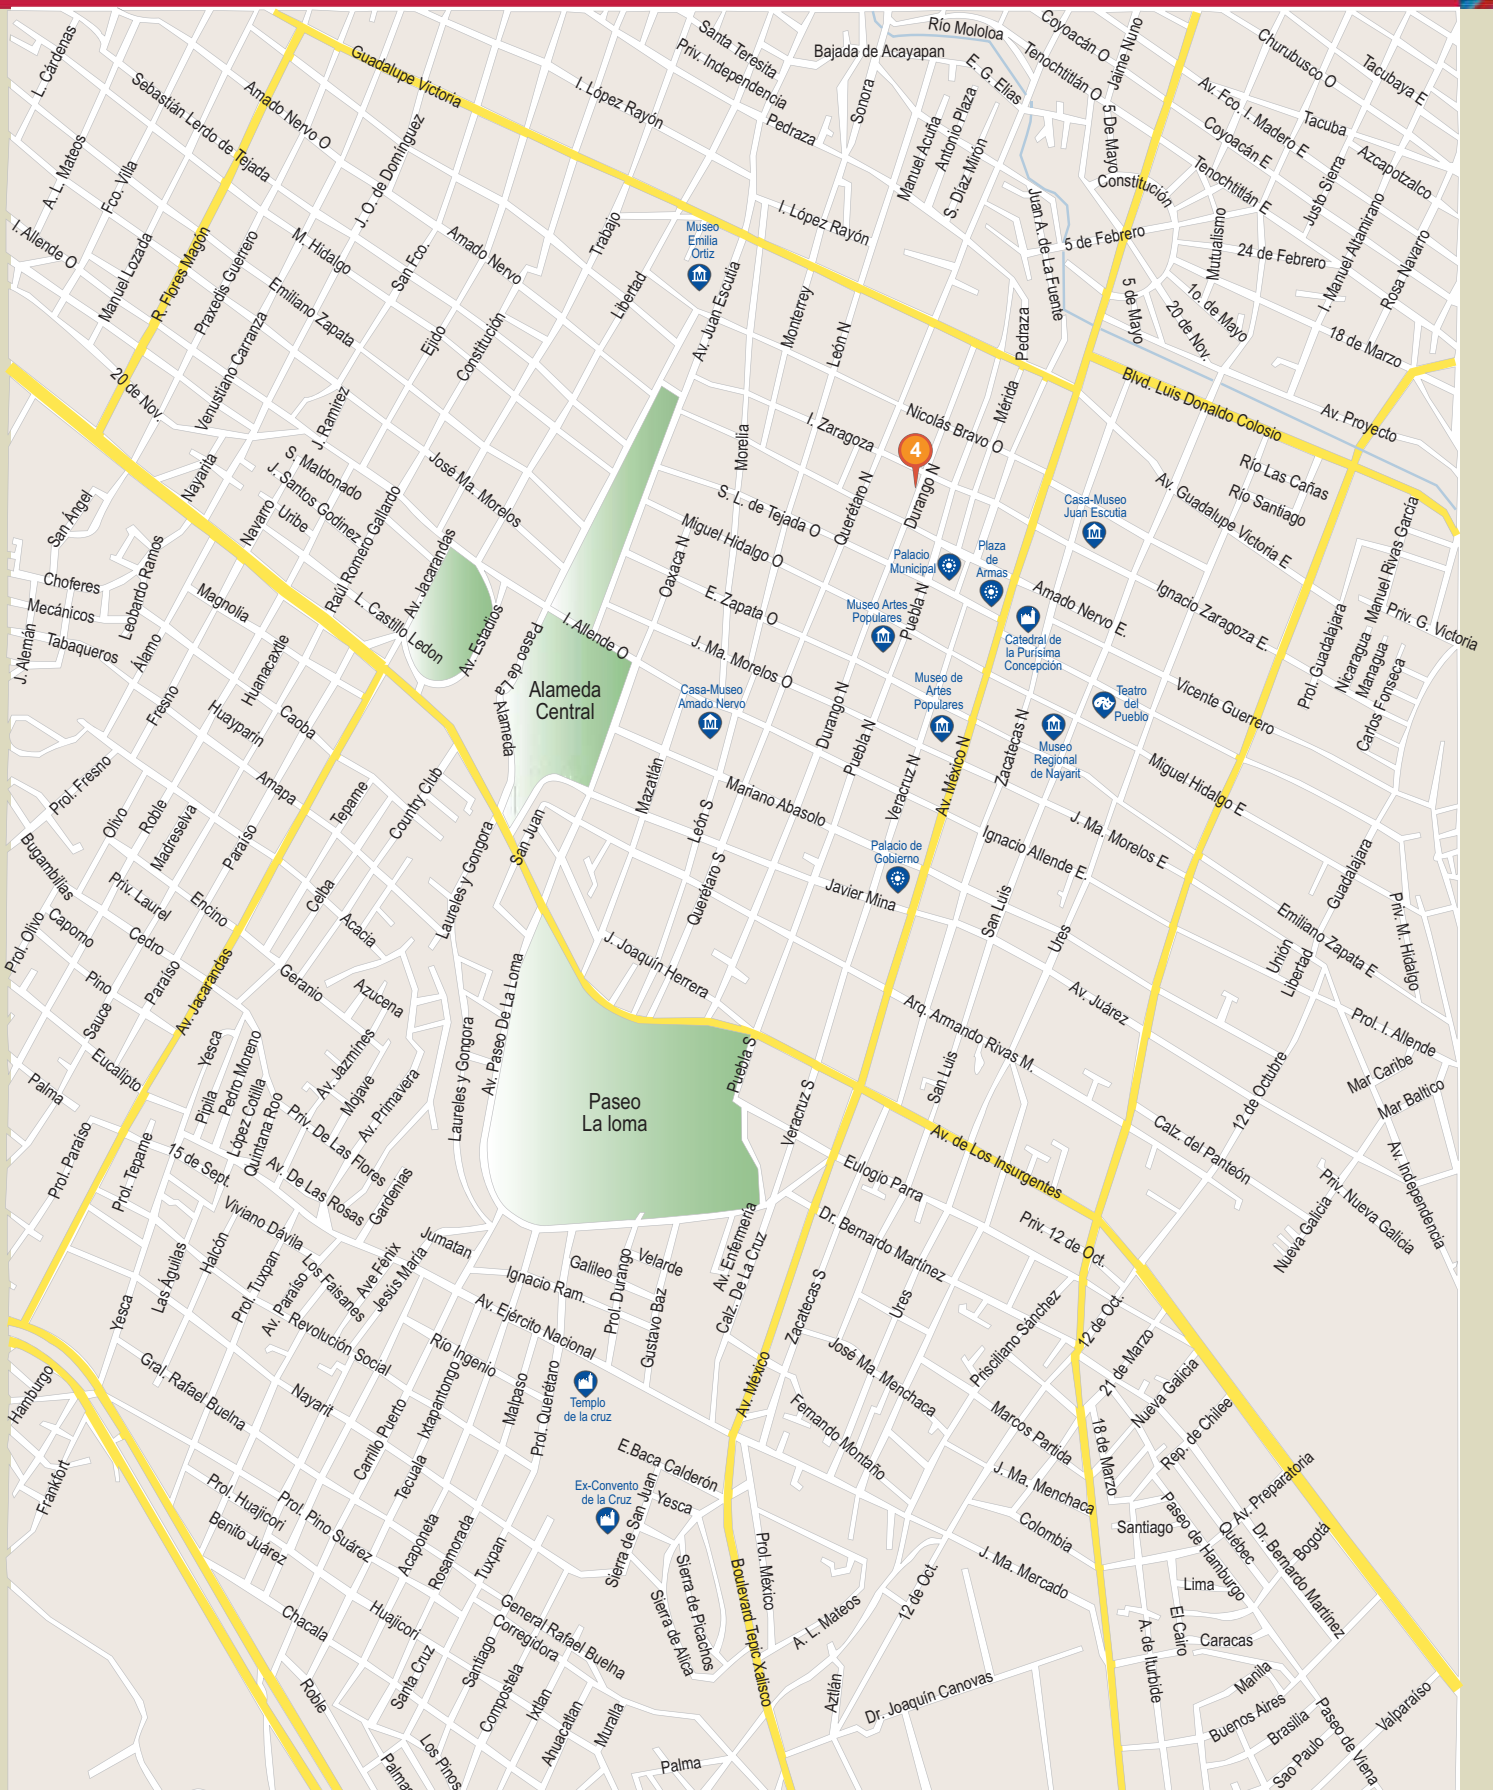 L. Cárdenas
Sebastián Lerdo de Tejada
Amado Nervo O
Guadalupe Victoria
I. López Rayón
Santa Teresita
Priv. Independencia
Pedraza
Bajada de Acayapan
Sonora
Río Mololoa
E. G. Elias
Coyoacán O
Tenochtitlán O
Jaime Nuno
5 De Mayo
Churubusco O
Tacubaya E
Av. Fco. I. Madero E
Tacuba
Coyoacán E
Azcapotzalco
Tenochtitlán E
Justo Sierra
Constitución
Manuel Acuña
Antonio Plaza
S. Díaz Mirón
Juan A. de La Fuente
5 de Febrero
Mutualismo
24 de Febrero
I. Manuel Altamirano
Rosa Navarro
A. L. Mateos
Fco. Villa
I. Allende O
Manuel Lozada
R. Flores Magón
Praxedis Guerrero
M. Hidalgo
J. O. de Domínguez
San Fco.
Amado Nervo
Trabajo
Libertad
Museo
Emilia
Ortiz
Av. Juan Escutia
I. López Rayón
Monterrey
León N
Pedraza
5 de Mayo
20 de Nov.
1o. de Mayo
18 de Marzo
Emiliano Zapata
Venustiano Carranza
Ejido
Constitución
20 de Nov.
J. Ramirez
Blvd. Luis Donaldo Colosio
Av. Proyecto
Mérida
Nicolás Bravo O
I. Zaragoza
4
Morelia
Durango N
Querétaro N
S. L. de Tejada O
Miguel Hidalgo O
Oaxaca N
E. Zapata O
J. Ma. Morelos O
José Ma. Morelos
S. Maldonado
J. Santos Godinez
Uribe
Navarro
Nayarita
San Ángel
Raúl Romero Gallardo
Av. Jacarandas
L. Castillo Ledon
Av. Estadios
Paseo de La
Alameda
I. Allende O
Alameda
Central
Casa-Museo
Juan Escutia
Palacio
Municipal
Plaza
de
Armas
Museo Artes
Populares
Puebla N
Catedral de
la Purísima
Concepción
Amado Nervo E.
Río Las Cañas
Río Santiago
Av. Guadalupe Victoria E
Ignacio Zaragoza E.
Vicente Guerrero
Prol. Guadalajara
Nicaragua
Managua
Manuel Rivas García
Carlos Fonseca
Priv. G. Victoria
Choferes
Mecánicos
Tabaqueros
J. Alemán
Leobardo Ramos
Álamo
Magnolia
Huanacaxtle
Fresno
Huayparin
Caoba
Casa-Museo
Amado Nervo
Museo de
Artes
Populares
Durango N
Puebla N
Veracruz N
Av. México N
Zacatecas N
Teatro
del
Pueblo
Museo
Regional
de Nayarit
Miguel Hidalgo E
J. Ma. Morelos E
Ignacio Allende E.
Prol. Fresno
Olivo
Roble
Madreselva
Paraiso
Amapa
Tepame
Country Club
San Juan
Mazatlán
León S
Mariano Abasolo
Palacio de
Gobierno
Javier Mina
Querétaro S
San Luis
Ures
Guadalajara
Emiliano Zapata E
Priv. M. Hidalgo
Unión
Libertad
Bugambilias
Priv. Laurel
Capomo
Cedro
Encino
Ceiba
Acacia
Laureles y Gongora
Prol. Olivo
Pino
Sauce
Paraíso
Av. Jacarandas
Geranio
Azucena
Av. Paseo De La Loma
J. Joaquín Herrera
Arq. Armando Rivas M.
Av. Juárez
Prol. I. Allende
Mar Caribe
Mar Baltico
Eucalipto
Palma
Yesca
Pipila
Pedro Moreno
López Cotilla
Quintana Roo
Av. Jazmínes
Mojave
Av. Primavera
Laureles y Gongora
Paseo
La loma
Puebla S
Veracruz S
San Luis
Av. de Los Insurgentes
12 de Octubre
Calz. del Panteón
Av. Independencia
Priv. Nueva Galicia
Nueva Galicia
Prol. Paraíso
Prol. Tepame
15 de Sept.
Priv. De Las Flores
Av. De Las Rosas
Gardenias
Viviano Dávila
Los Faisanes
Eulogio Parra
Dr. Bernardo Martínez
Priv. 12 de Oct.
Jumatan
Halcón
Las Águilas
Yesca
Prol. Tuxpan
Av. Paraiso
Ave Fénix
Jesús María
Ignacio Ram.
Galileo
Prol. Durango
Velarde
Av. Enfermería
Calz. De La Cruz
Zacatecas S
Ures
Prisciliano Sánchez
12 de Oct.
21 de Marzo
Revolución Social
Av. Ejército Nacional
Río Ingenio
Gustavo Baz
Av. México
José Ma. Menchaca
Fernando Montaño
Marcos Partida
18 de Marzo
Nueva Galicia
Rep. de Chilee
Gral. Rafael Buelna
Nayarit
Carrillo Puerto
Ixtapantongo
Malpaso
Prol. Querétaro
Templo
de la cruz
Hamburgo
Frankfort
Prol. Huajicori
Benito Juárez
Prol. Pino Suárez
Tecuala
Acaponeta
Rosamorada
Tuxpan
E.Baca Calderón
Ex-Convento
de la Cruz
Sierra de San Juan
Yesca
Sierra de Picachos
Sierra de Alica
Prol. México
Boulevard Tepic Xalisco
A. L. Mateos
12 de Oct.
J. Ma. Menchaca
Colombia
J. Ma. Mercado
Santiago
Paseo de Hamburgo
Québec
Av. Preparatoria
Dr. Bernardo Martínez
Bogotá
Lima
El Cairo
A. de Iturbide
Caracas
Manila
Buenos Aires
Brasilia
Sao Paulo
Paseo de Viena
Valparaíso
Chacala
Huajicori
General Rafael Buelna
Corregidora
Santiago
Santa Cruz
Roble
Compostela
Ixtlan
Ahuacatlan
Muralla
Los Pinos
Palmas
Palma
Aztlán
Dr. Joaquín Canovas